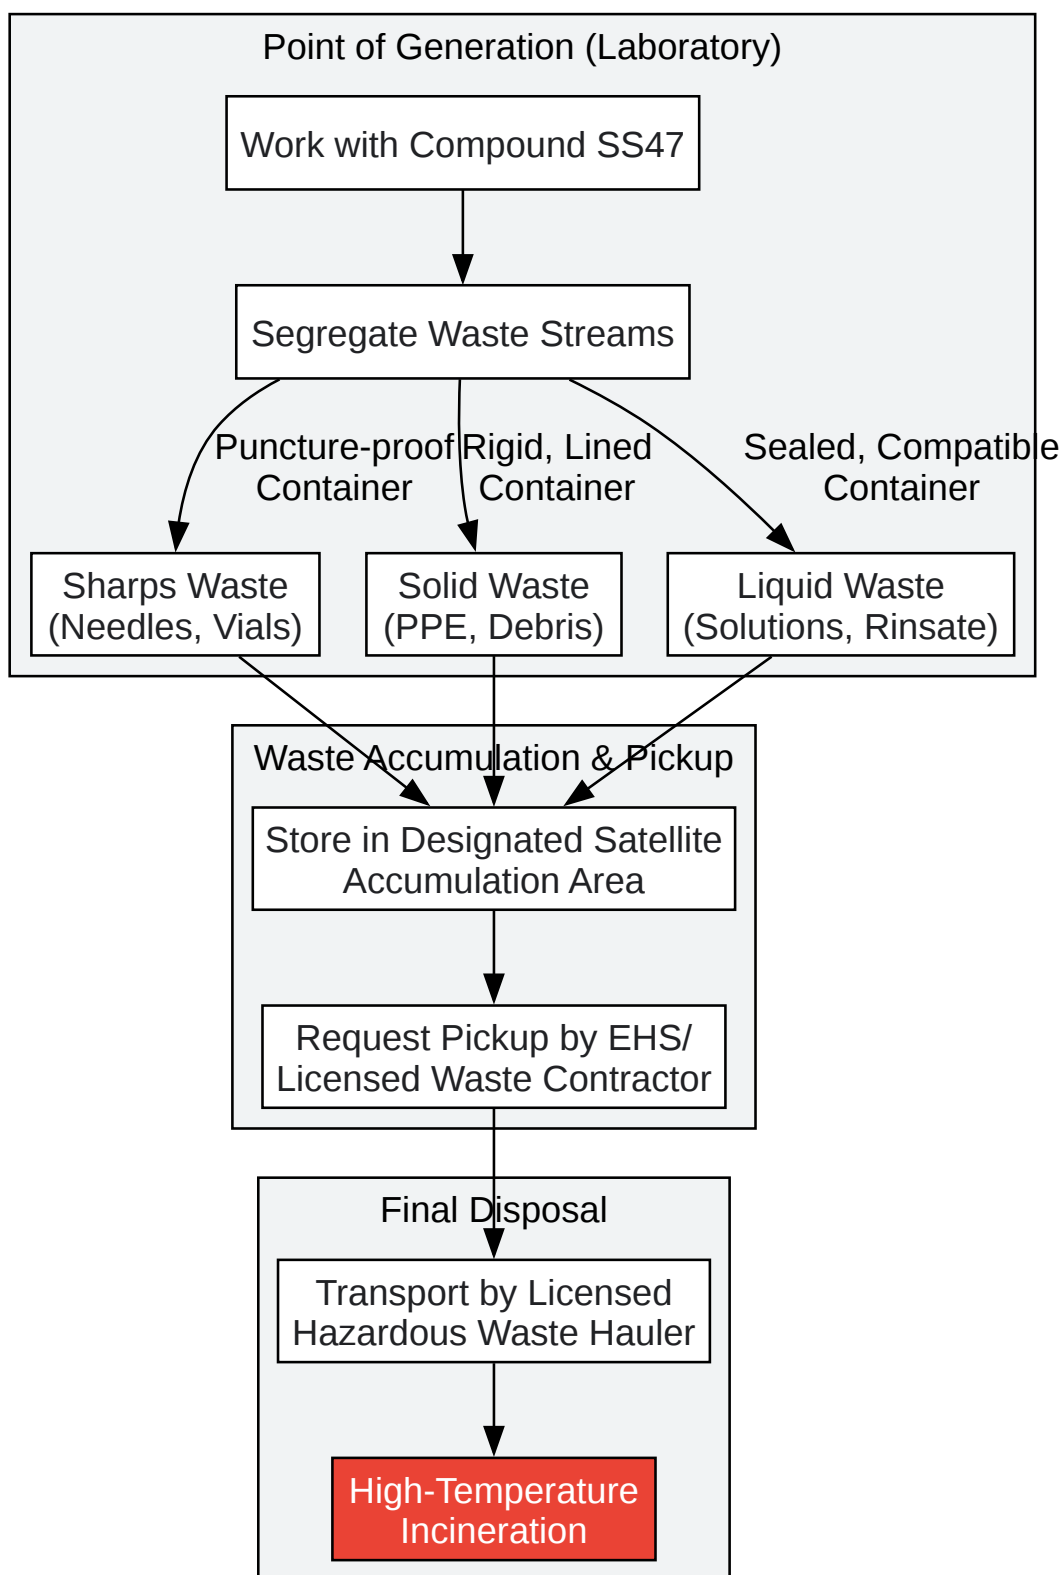 Point of Generation (Laboratory)
Work with Compound SS47
Segregate Waste Streams
Puncture-proof
Container
Rigid, Lined
Container
Sealed, Compatible
Container
Sharps Waste
(Needles, Vials)
Solid Waste
(PPE, Debris)
Liquid Waste
(Solutions, Rinsate)
Waste Accumulation & Pickup
Store in Designated Satellite
Accumulation Area
Request Pickup by EHS/
Licensed Waste Contractor
Final Disposal
Transport by Licensed
Hazardous Waste Hauler
High-Temperature
Incineration